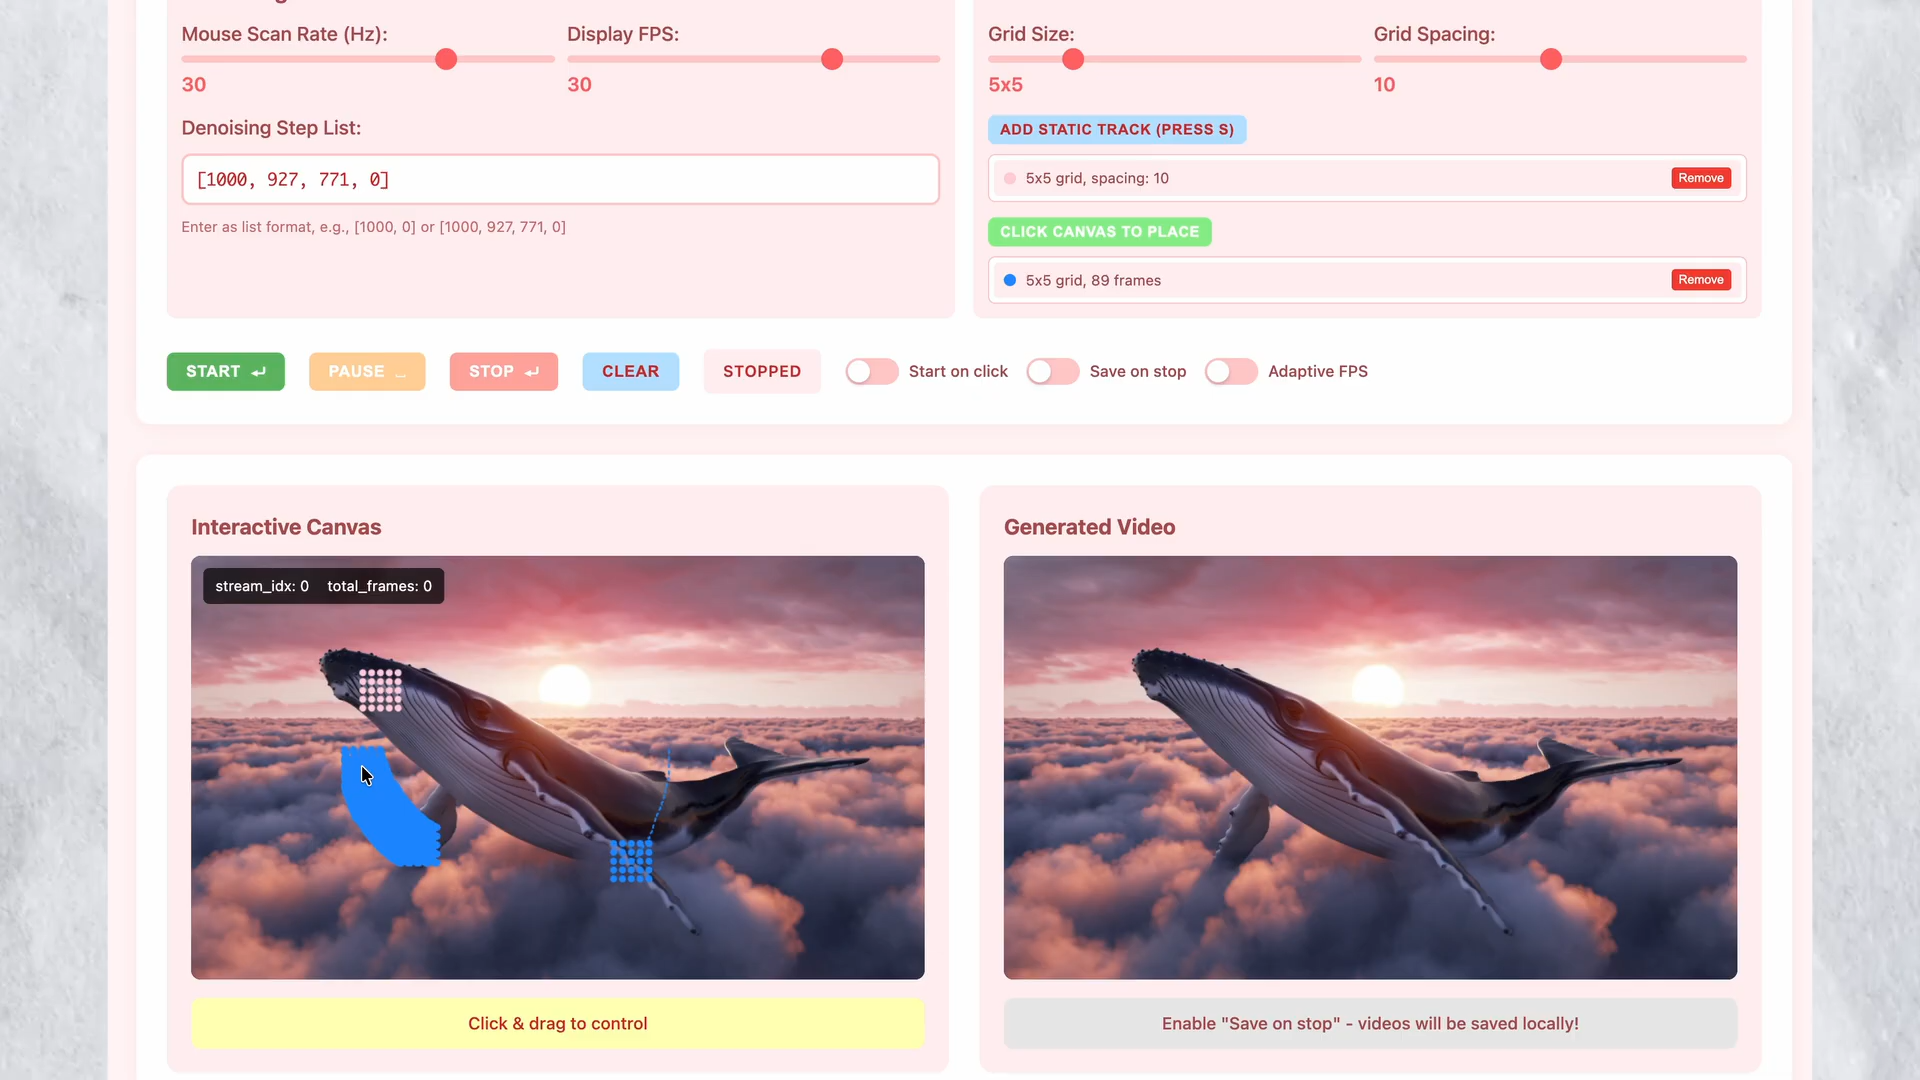 Mouse Scan Rate (Hz):
30
Display FPS:
30
Denoising Step List:
[1000, 927, 771, 0]
Enter as list format, e.g., [1000, 0] or [1000, 927, 771, 0]
Grid Size:
5x5
Grid Spacing:
10
ADD STATIC TRACK (PRESS S)
5x5 grid, spacing: 10
Remove
CLICK CANVAS TO PLACE
5x5 grid, 89 frames
Remove
START ↵
PAUSE ⎵
STOP ↵
CLEAR
STOPPED
Start on click
Save on stop
Adaptive FPS
Interactive Canvas
stream_idx: 0 total_frames: 0
Click & drag to control
Generated Video
Enable "Save on stop" - videos will be saved locally!